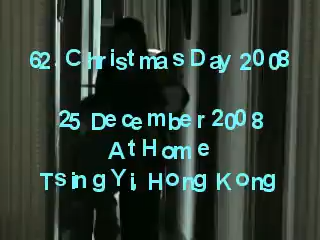 62. Christmas Day 2008
25 December 2008
At Home
Tsing Yi, Hong Kong